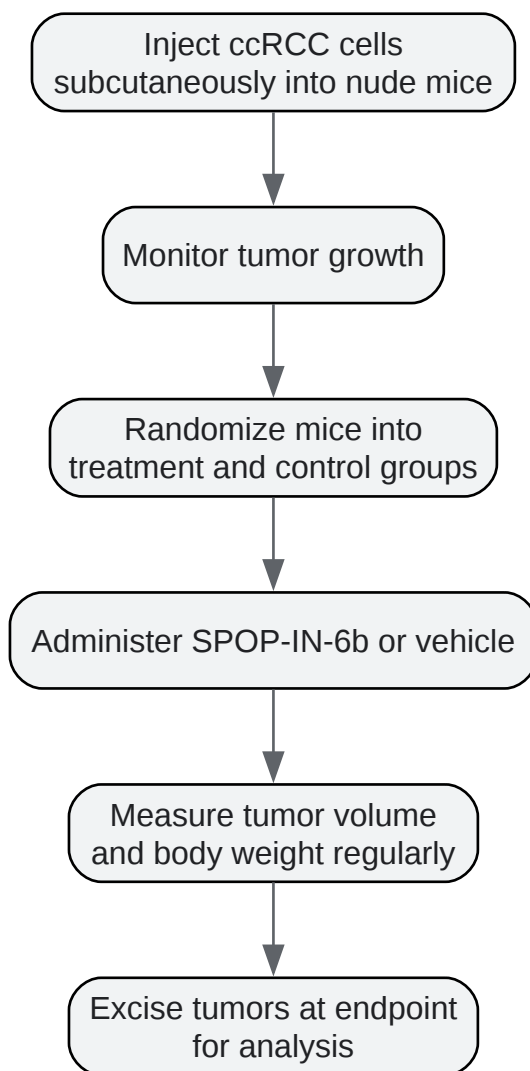 Inject ccRCC cells
subcutaneously into nude mice
Monitor tumor growth
Randomize mice into
treatment and control groups
Administer SPOP-IN-6b or vehicle
Measure tumor volume
and body weight regularly
Excise tumors at endpoint
for analysis